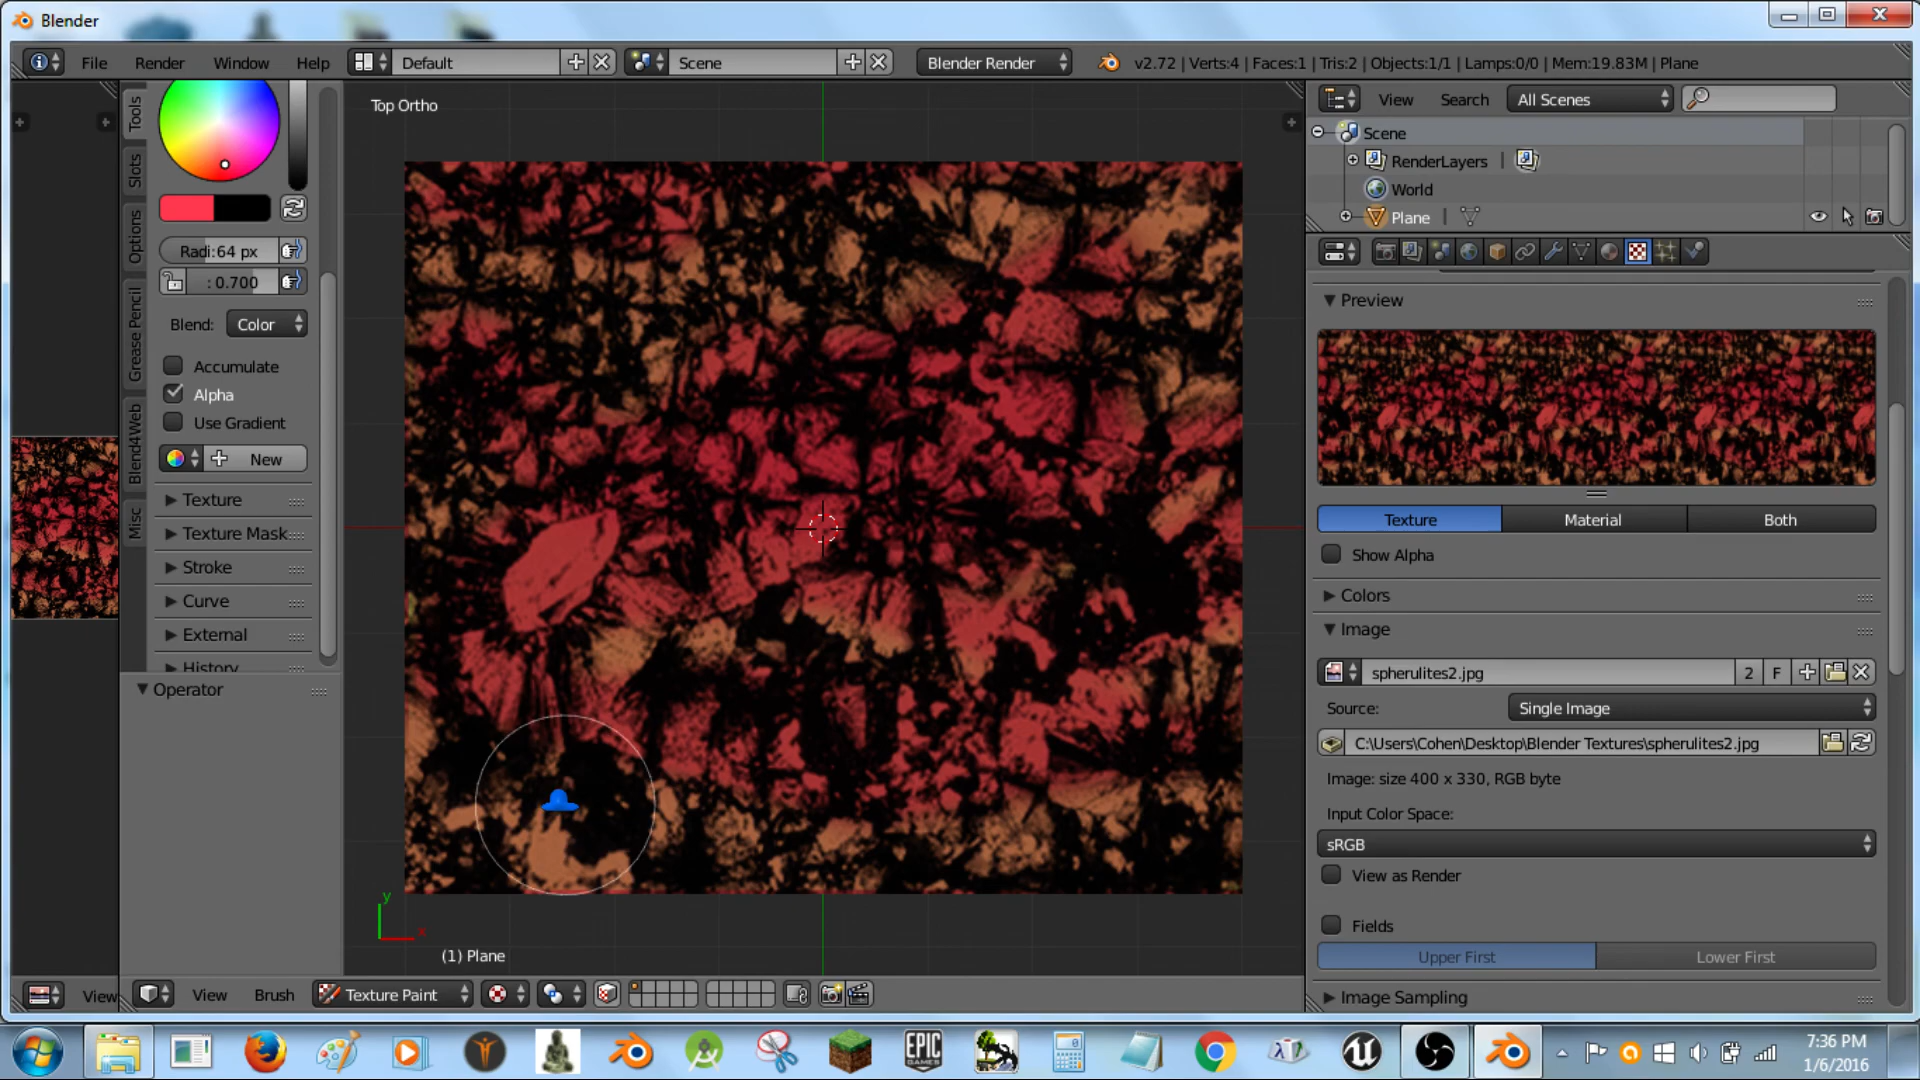 Blender
File Render Window Help Default Scene Blender Render v2.72 | Verts:4 | Faces:1 | Tris:2 | Objects:1/1 | Lamps:0/0 | Mem:19.83M | Plane
Tools
Slots
Options
Grease Pencil
Blend4Web
Misc
Radi: 64 px
: 0.700
Blend: Color
Accumulate
Alpha
Use Gradient
New
Texture
Texture Mask
Stroke
Curve
External
History
Operator
Top Ortho
y
x
(1) Plane
View
View Brush Texture Paint
View Search All Scenes
Scene
RenderLayers |
World
Plane |
Preview
Texture Material Both
Show Alpha
Colors
Image
spherulites2.jpg 2 F
Source: Single Image
C:\Users\Cohen\Desktop\Blender Textures\spherulites2.jpg
Image: size 400 x 330, RGB byte
Input Color Space:
sRGB
View as Render
Fields
Upper First Lower First
Image Sampling
EPIC
GAMES
7:36 PM
1/6/2016